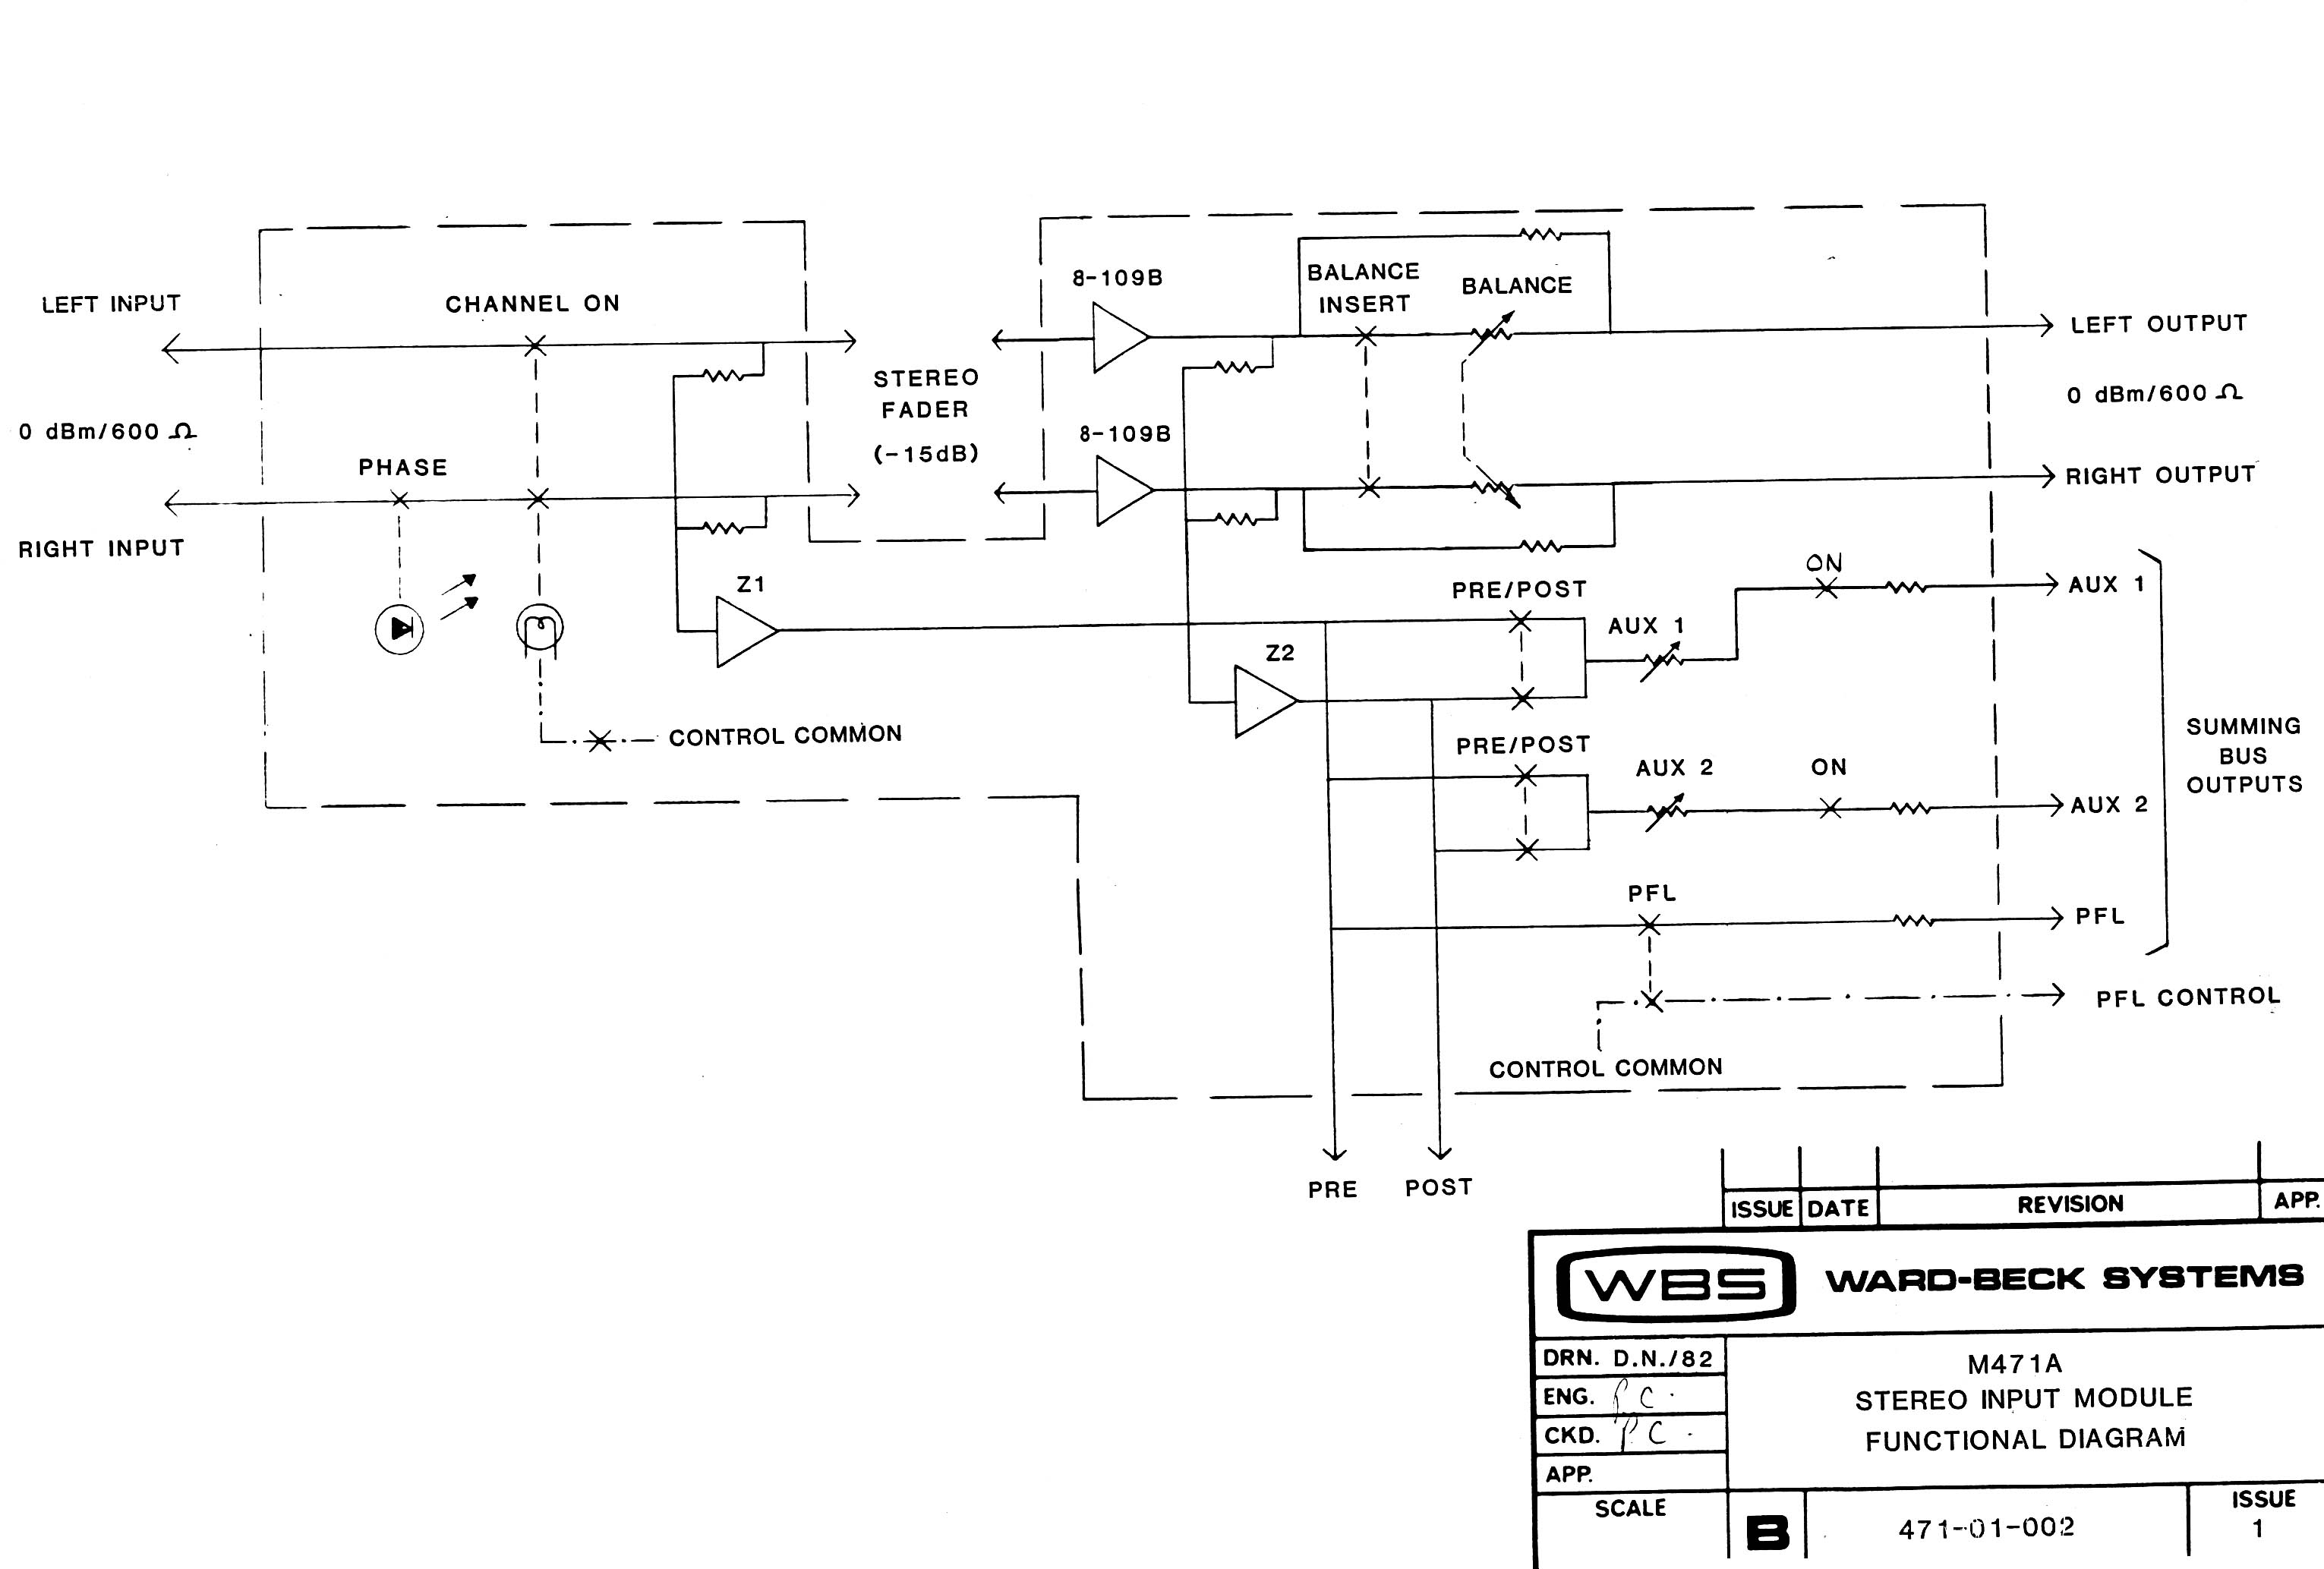 LEFT INPUT
0 dBm/600 Ω
RIGHT INPUT
CHANNEL ON
PHASE
CONTROL COMMON
Z1
STEREO
FADER
(-15dB)
8-109B
8-109B
BALANCE
INSERT
BALANCE
LEFT OUTPUT
0 dBm/600 Ω
RIGHT OUTPUT
Z2
PRE/POST
AUX 1
ON
AUX 1
PRE/POST
AUX 2
ON
AUX 2
PFL
PFL
SUMMING
BUS
OUTPUTS
PFL CONTROL
CONTROL COMMON
PRE
POST
ISSUE DATE REVISION APP.
WBS WARD-BECK SYSTEMS
DRN. D.N./82
ENG. P.C.
CKD. P.C.
APP.
SCALE
M471A
STEREO INPUT MODULE
FUNCTIONAL DIAGRAM
B
471-01-002
ISSUE
1